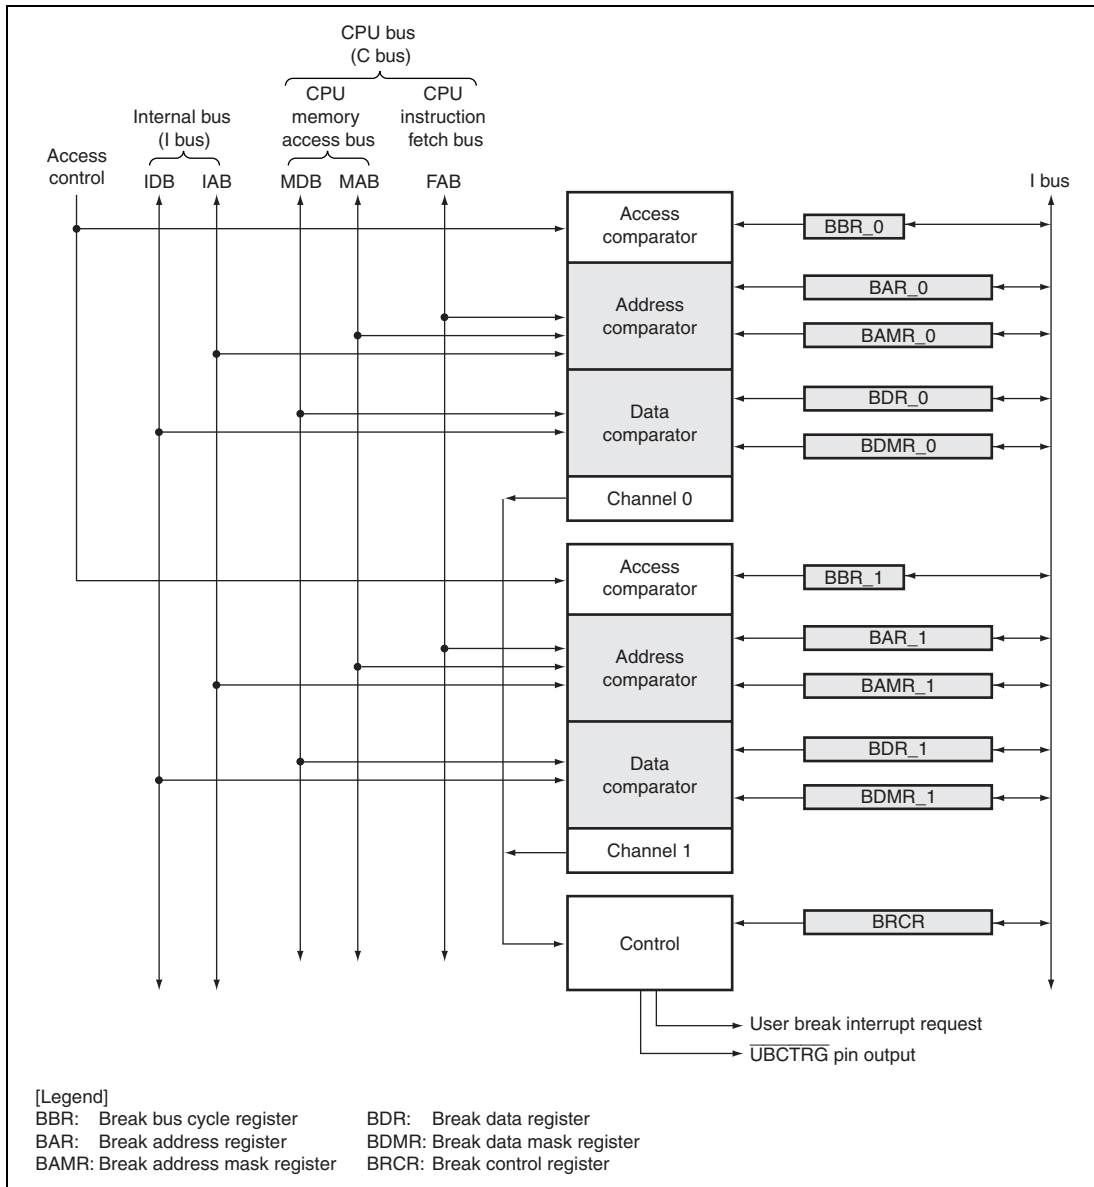 CPU bus
(C bus)
CPU
memory
access bus
CPU
instruction
fetch bus
Internal bus
(I bus)
Access
control
IDB
IAB
MDB
MAB
FAB
I bus
Access
comparator
BBR_0
Address
comparator
BAR_0
BAMR_0
Data
comparator
BDR_0
BDMR_0
Channel 0
Access
comparator
BBR_1
Address
comparator
BAR_1
BAMR_1
Data
comparator
BDR_1
BDMR_1
Channel 1
Control
BRCR
User break interrupt request
UBCTRG pin output
[Legend]
BBR: Break bus cycle register
BAR: Break address register
BAMR: Break address mask register
BDR: Break data register
BDMR: Break data mask register
BRCR: Break control register